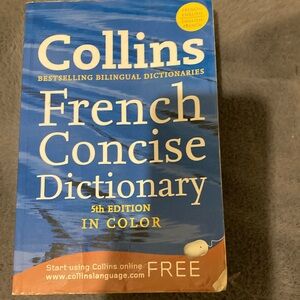 Collins
BESTSELLING BILINGUAL DICTIONARIES
French
Concise
Dictionary
5th EDITION
IN COLOR
Start using Collins online
www.collinslanguage.com
FREE